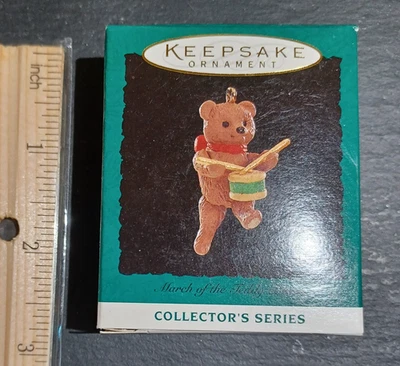 KEEPSAKE
ORNAMENT
March of the
COLLECTOR'S SERIES
inch
1
2
3